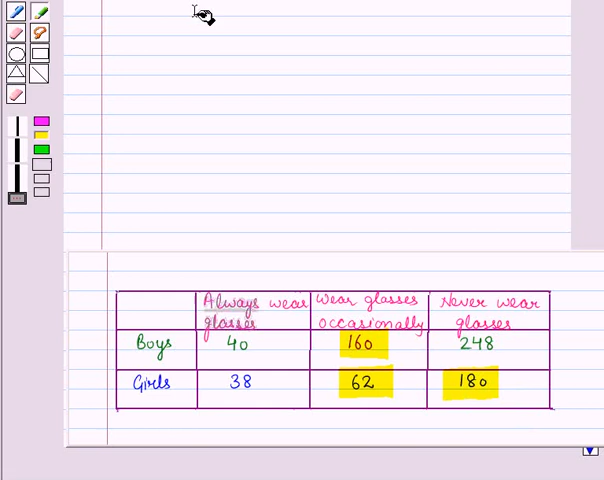 Always wear Wear glasses Never wear
glasses occasionally glasses
Boys 40 160 248
Girls 38 62 180